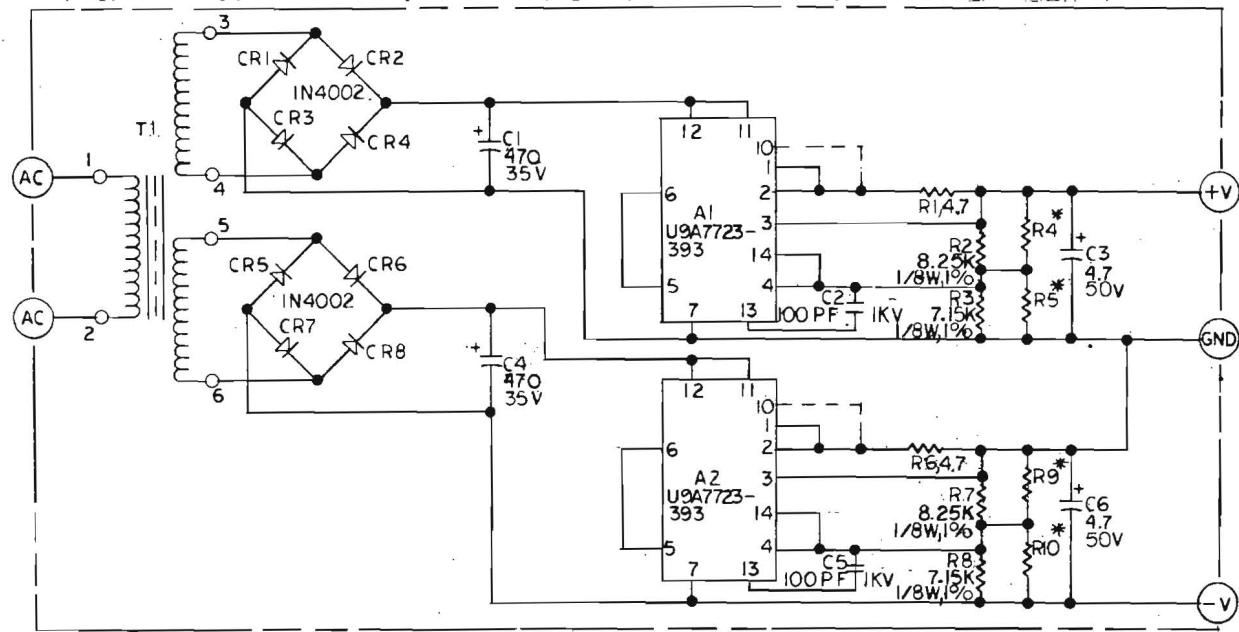 3
CR1
CR2
1N4002
CR3
CR4
T1
1
AC
4
+
C1
470
35V
12
11
10
1
6
2
R1,4.7
+V
A1
U9A7723-
393
3
R2
8.25K
1/8W,1%
R4
*
+
C3
4.7
50V
14
5
4
C2
100PF
1KV
R3
7.15K
1/8W,1%
R5
*
7
13
GND
5
CR5
CR6
1N4002
CR7
CR8
AC
2
6
+
C4
470
35V
12
11
10
1
6
2
R6,4.7
A2
U9A7723-
393
3
R7
8.25K
1/8W,1%
R9
*
+
C6
4.7
50V
14
5
4
C5
100PF
1KV
R8
7.15K
1/8W,1%
R10
*
7
13
-V